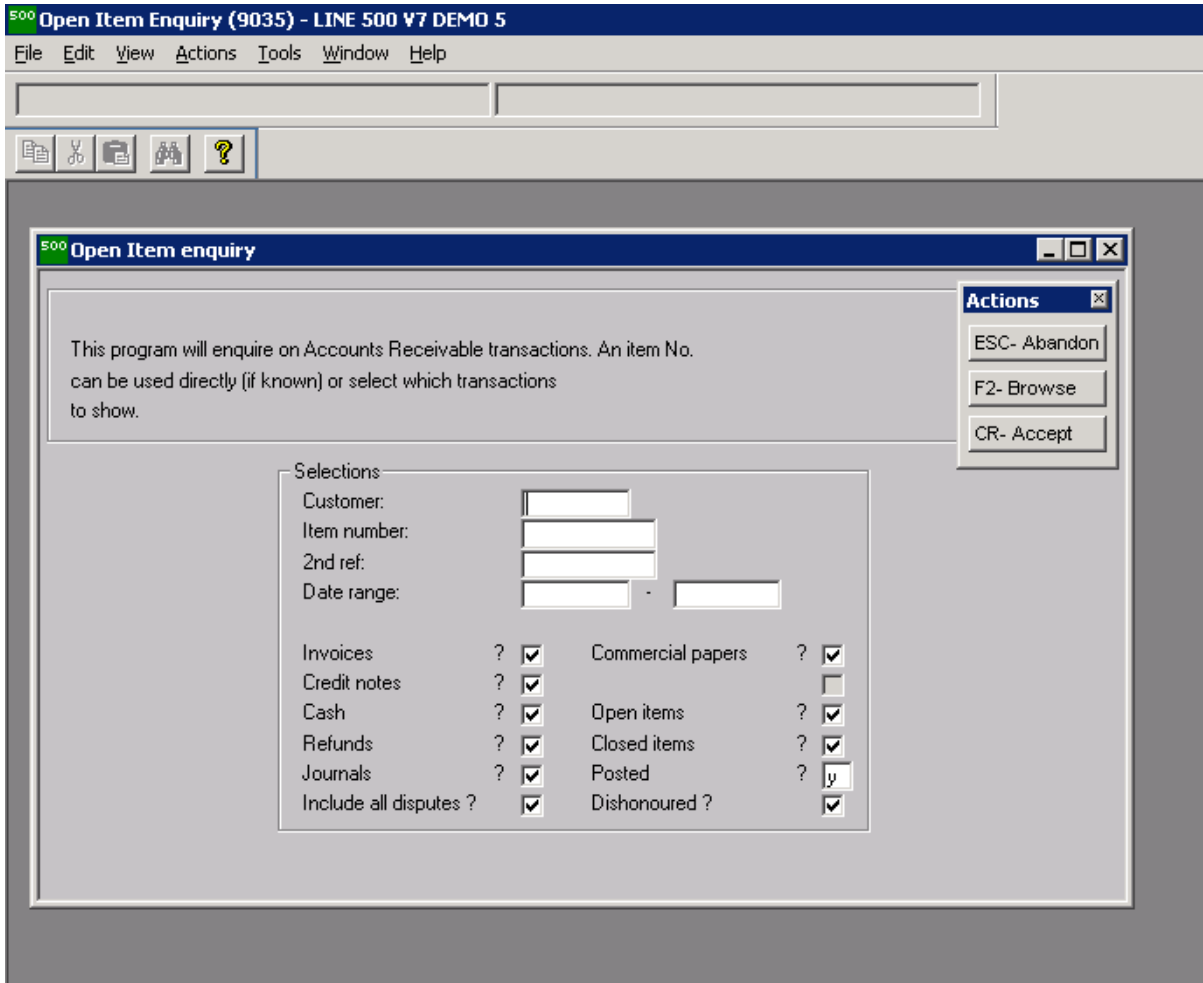 500 Open Item Enquiry (9035) - LINE 500 V7 DEMO 5
File Edit View Actions Tools Window Help
?
500 Open Item enquiry
Actions
ESC- Abandon
F2- Browse
CR- Accept
This program will enquire on Accounts Receivable transactions. An item No.
can be used directly (if known) or select which transactions
to show.
Selections
Customer:
Item number:
2nd ref:
Date range: -
Invoices ? Commercial papers ?
Credit notes ?
Cash ? Open items ?
Refunds ? Closed items ?
Journals ? Posted ? y
Include all disputes ? Dishonoured ?